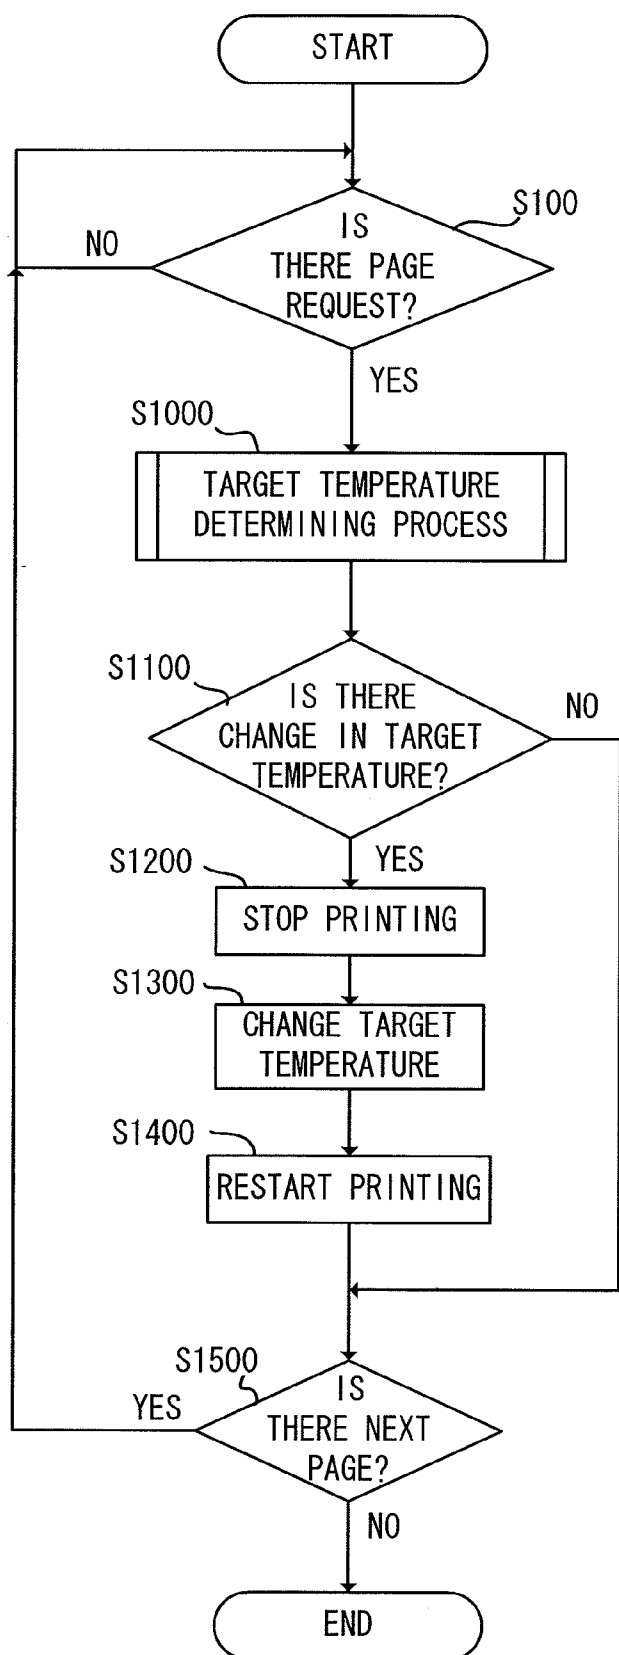 START
S100
IS
THERE PAGE
REQUEST?
NO
YES
S1000
TARGET TEMPERATURE
DETERMINING PROCESS
S1100
IS THERE
CHANGE IN TARGET
TEMPERATURE?
NO
YES
S1200
STOP PRINTING
S1300
CHANGE TARGET
TEMPERATURE
S1400
RESTART PRINTING
S1500
IS
THERE NEXT
PAGE?
YES
NO
END